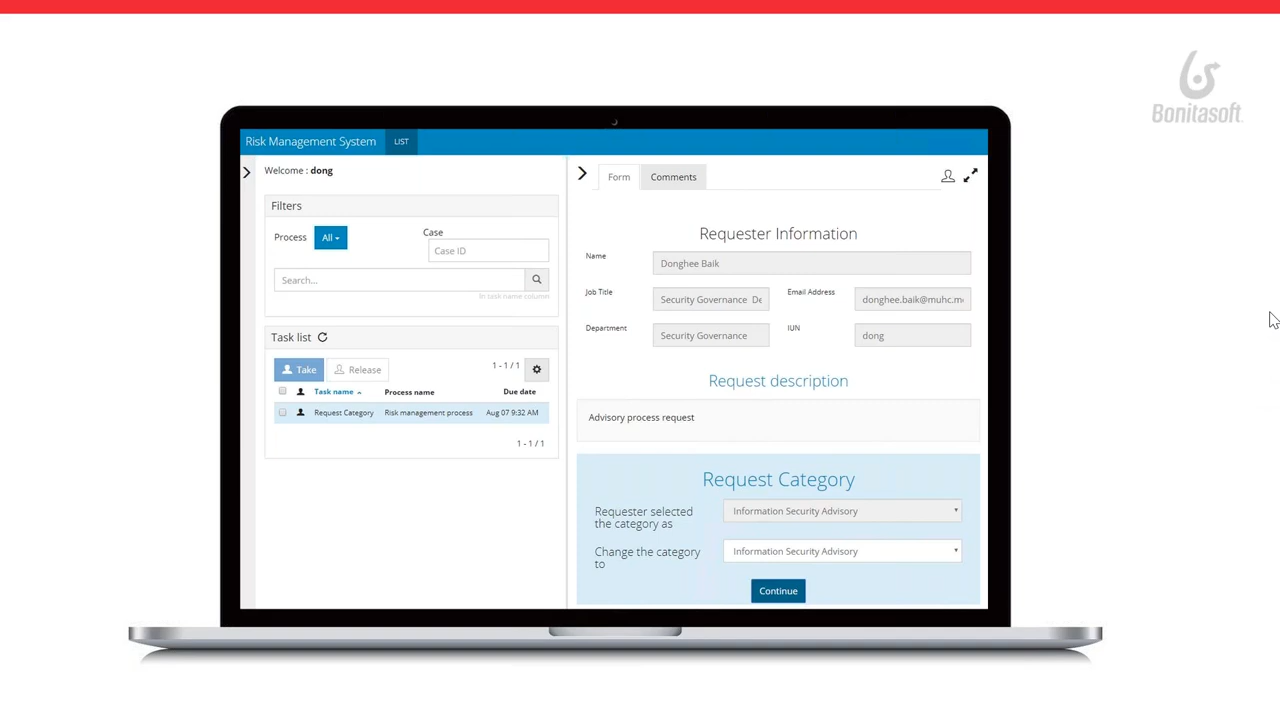 Bonitasoft
Risk Management System
LIST
Welcome : dong
Filters
Process
All
Case
Case ID
Search...
In task name column
Task list
Take
Release
1 - 1 / 1
Task name
Process name
Due date
Request Category
Risk management process
Aug 07 9:32 AM
1 - 1 / 1
Form
Comments
Requester Information
Name
Donghee Baik
Job Title
Security Governance De
Email Address
donghee.baik@muhc.m
Department
Security Governance
IUN
dong
Request description
Advisory process request
Request Category
Requester selected
the category as
Information Security Advisory
Change the category
to
Information Security Advisory
Continue